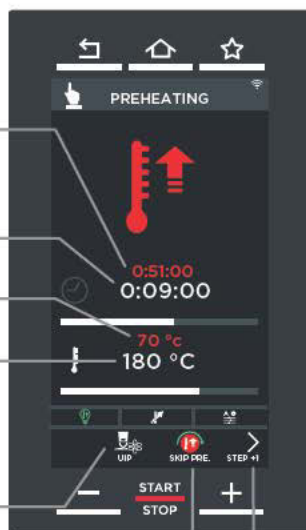 PREHEATING
0:51:00
0:09:00
70 °c
180 °C
UIP
SKIP PRE.
STEP +1
START
STOP